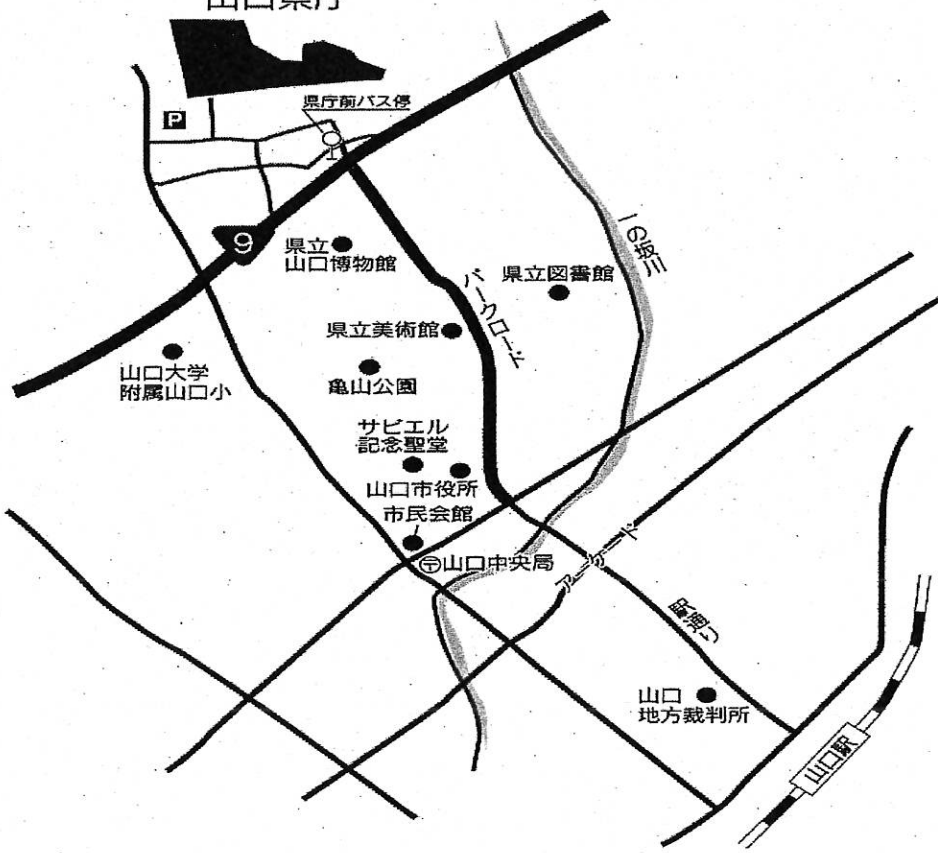 山口県庁
県庁前バス停
P
9
県立
山口博物館
一の坂川
県立図書館
パークロード
県立美術館
山口大学
附属山口小
亀山公園
サビエル
記念聖堂
山口市役所
市民会館
〒山口中央局
アーケード
駅通り
山口
地方裁判所
山口駅